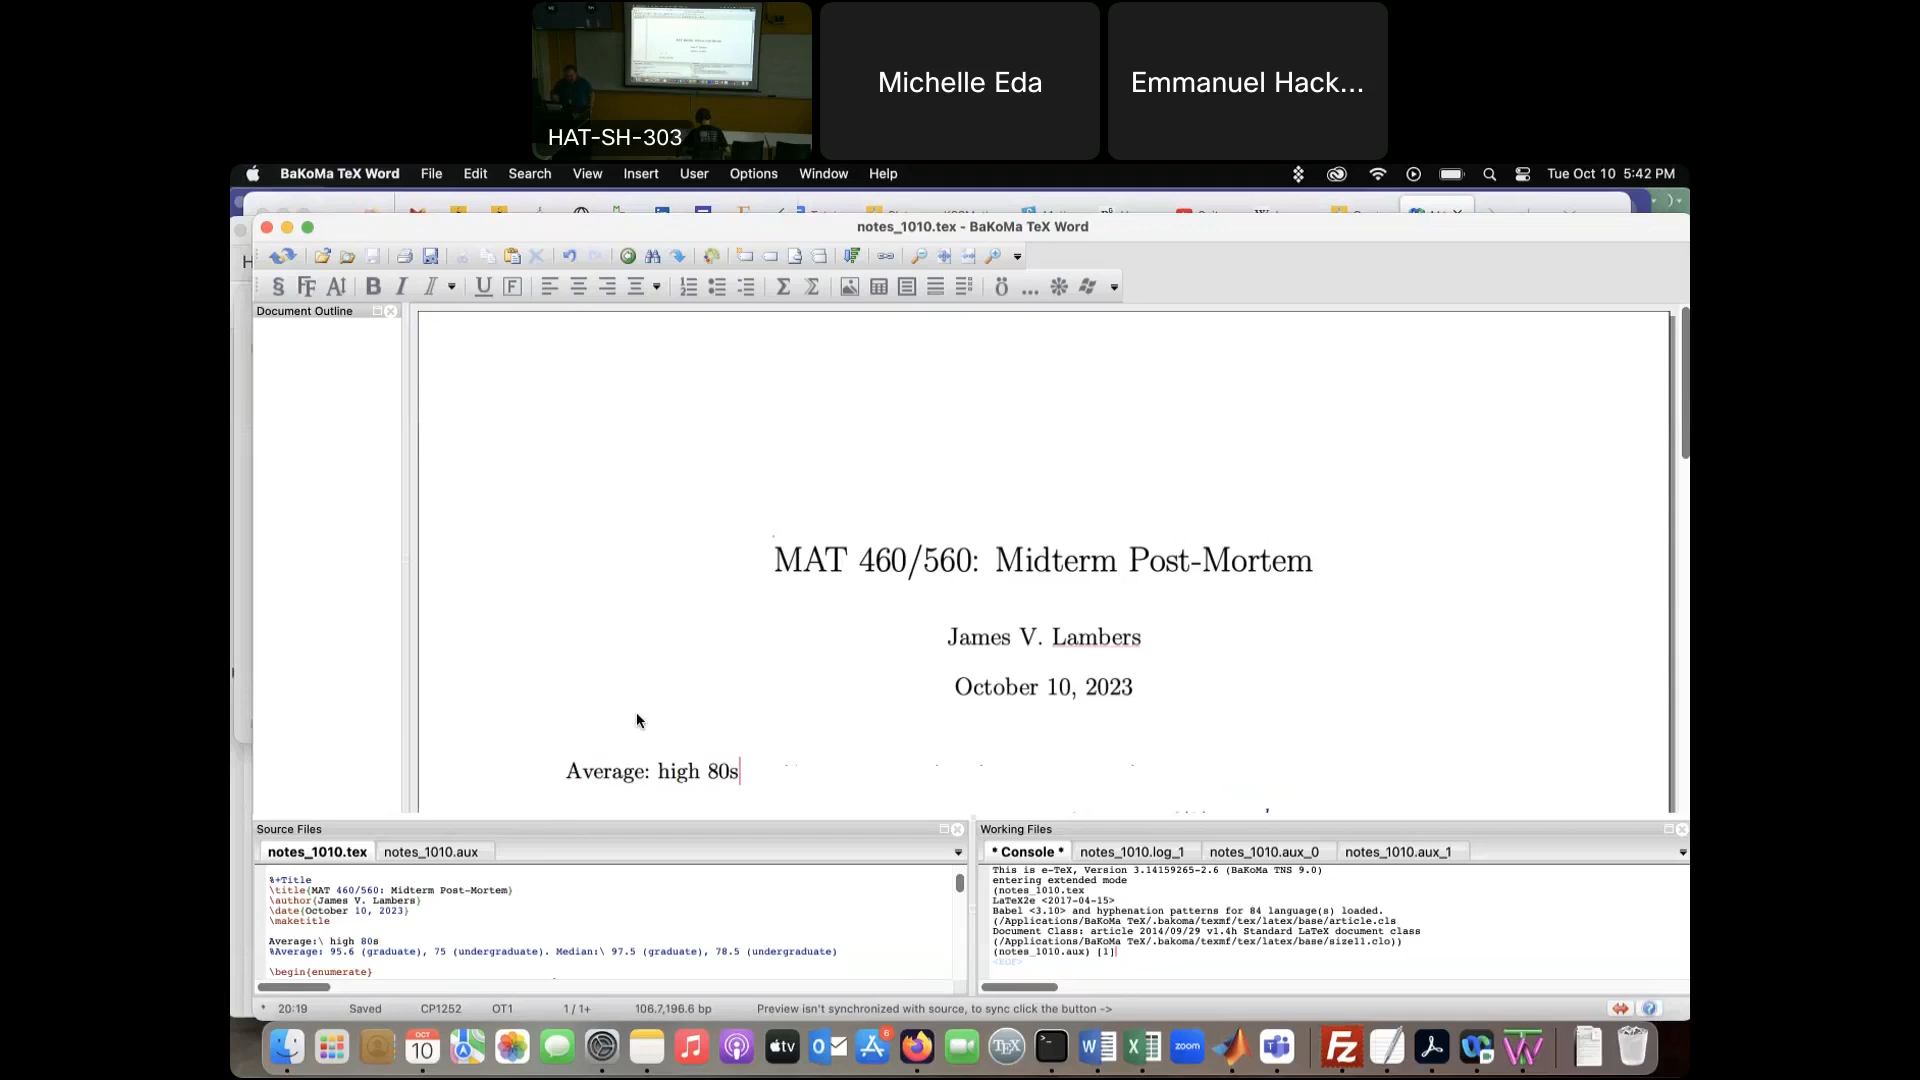 HAT-SH-303
Michelle Eda
Emmanuel Hack...
BaKoMa TeX Word File Edit Search View Insert User Options Window Help
Tue Oct 10 5:42 PM
notes_1010.tex - BaKoMa TeX Word
Document Outline
MAT 460/560: Midterm Post-Mortem
James V. Lambers
October 10, 2023
Average: high 80s
Source Files
notes_1010.tex notes_1010.aux
%+Title
\title{MAT 460/560: Midterm Post-Mortem}
\author{James V. Lambers}
\date{October 10, 2023}
\maketitle
Average:\ high 80s
%Average: 95.6 (graduate), 75 (undergraduate). Median:\ 97.5 (graduate), 78.5 (undergraduate)
\begin{enumerate}
Working Files
* Console * notes_1010.log_1 notes_1010.aux_0 notes_1010.aux_1
This is e-TeX, Version 3.14159265-2.6 (BaKoMa TNS 9.0)
entering extended mode
(notes_1010.tex
LaTeX2e <2017-04-15>
Babel <3.10> and hyphenation patterns for 84 language(s) loaded.
(/Applications/BaKoMa TeX/.bakoma/texmf/tex/latex/base/article.cls
Document Class: article 2014/09/29 v1.4h Standard LaTeX document class
(/Applications/BaKoMa TeX/.bakoma/texmf/tex/latex/base/size11.clo))
(notes_1010.aux) [1]
<EOF>
* 20:19 Saved CP1252 OT1 1 / 1+ 106.7,196.6 bp Preview isn't synchronized with source, to sync click the button ->
OCT
10
tv
6
TEX
zoom